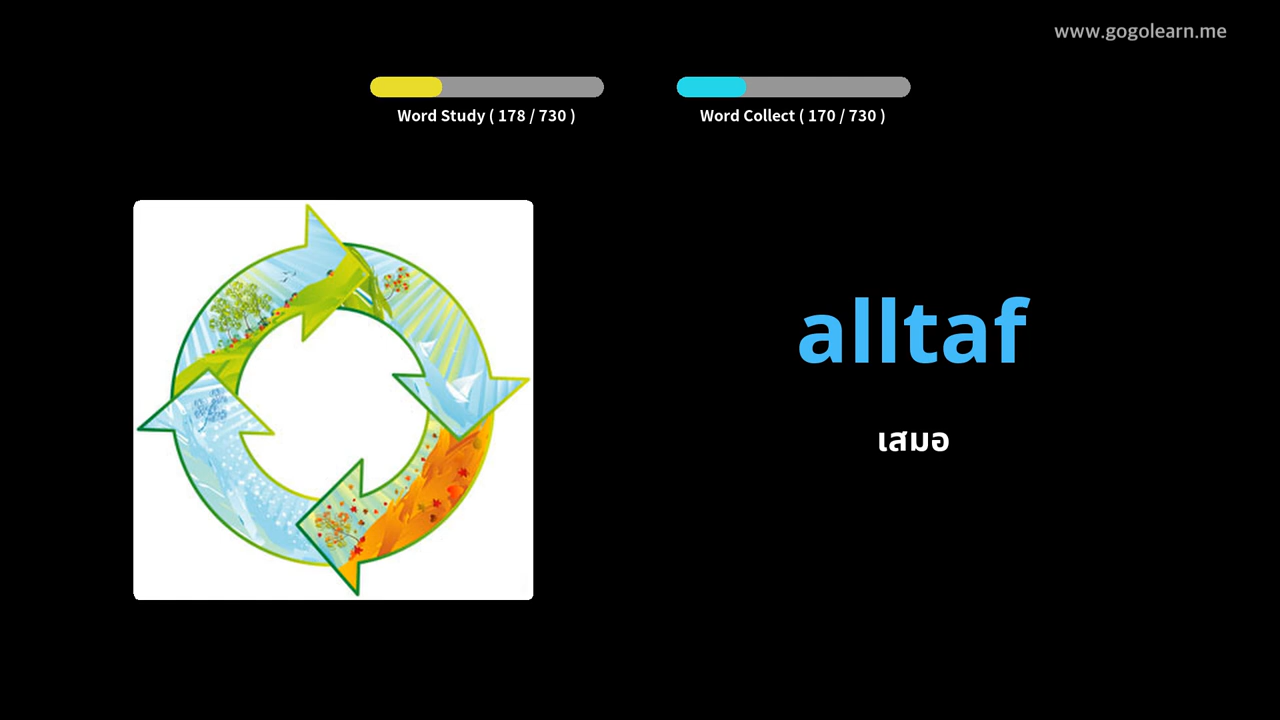 www.gogolearn.me
Word Study ( 178 / 730 )
Word Collect ( 170 / 730 )
alltaf
เสมอ